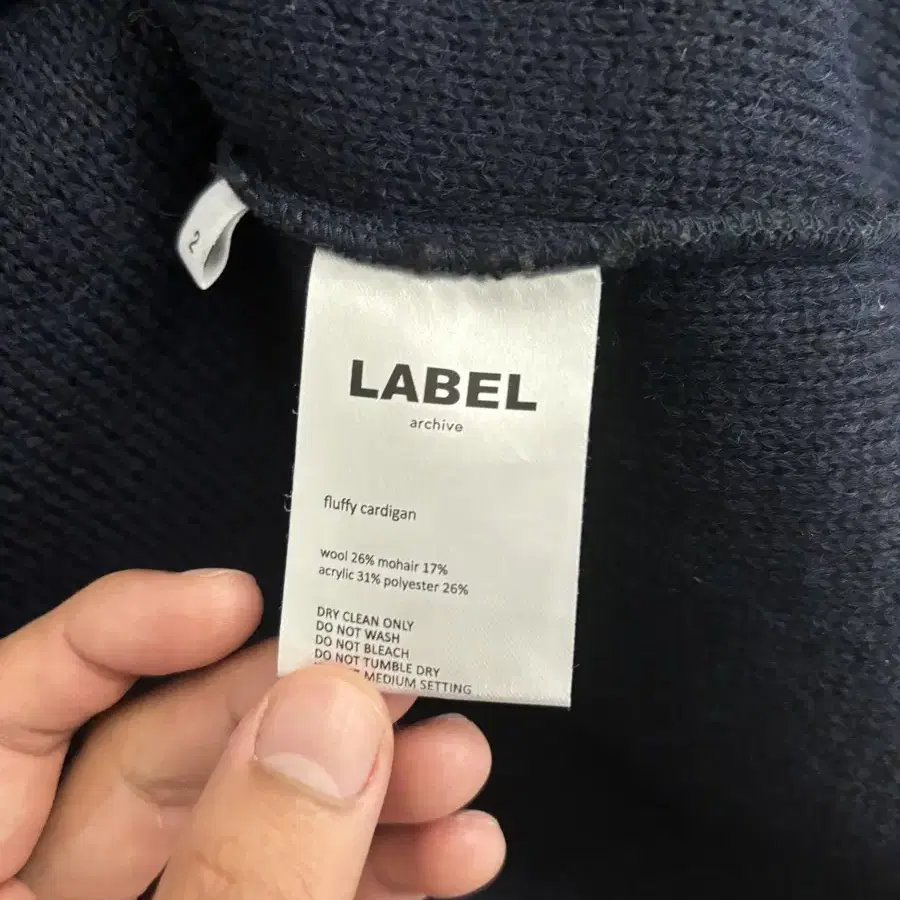 2
LABEL
archive
fluffy cardigan
wool 26% mohair 17%
acrylic 31% polyester 26%
DRY CLEAN ONLY
DO NOT WASH
DO NOT BLEACH
DO NOT TUMBLE DRY
MEDIUM SETTING